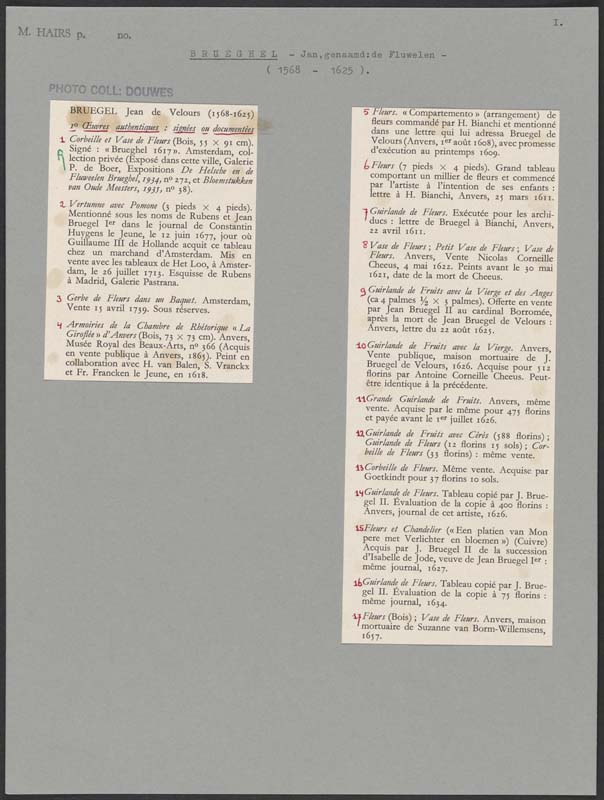 I.
M. HAIRS p. no.
BRUEGHEL – Jan,genaamd:de Fluwelen –
( 1568 – 1625 ).
PHOTO COLL: DOUWES
BRUEGEL Jean de Velours (1568-1625)
1º Œuvres authentiques : signées ou documentées
1 Corbeille et Vase de Fleurs (Bois, 55 × 91 cm).
Signé : « Brueghel 1617 ». Amsterdam, col-
lection privée (Exposé dans cette ville, Galerie
P. de Boer, Expositions De Helsche en de
Fluweelen Brueghel, 1934, nº 272, et Bloemstukken
van Oude Meesters, 1935, nº 38).
2 Vertumne avec Pomone (3 pieds × 4 pieds).
Mentionné sous les noms de Rubens et Jean
Bruegel Ier dans le journal de Constantin
Huygens le Jeune, le 12 juin 1677, jour où
Guillaume III de Hollande acquit ce tableau
chez un marchand d'Amsterdam. Mis en
vente avec les tableaux de Het Loo, à Amster-
dam, le 26 juillet 1713. Esquisse de Rubens
à Madrid, Galerie Pastrana.
3 Gerbe de Fleurs dans un Baquet. Amsterdam,
Vente 15 avril 1739. Sous réserves.
4 Armoiries de la Chambre de Rhétorique « La
Giroflée » d'Anvers (Bois, 73 × 73 cm). Anvers,
Musée Royal des Beaux-Arts, nº 366 (Acquis
en vente publique à Anvers, 1865). Peint en
collaboration avec H. van Balen, S. Vranckx
et Fr. Francken le Jeune, en 1618.
5 Fleurs. « Compartemento » (arrangement) de
fleurs commandé par H. Bianchi et mentionné
dans une lettre qui lui adressa Bruegel de
Velours (Anvers, 1er août 1608), avec promesse
d'exécution au printemps 1609.
6 Fleurs (7 pieds × 4 pieds). Grand tableau
comportant un millier de fleurs et commencé
par l'artiste à l'intention de ses enfants :
lettre à H. Bianchi, Anvers, 25 mars 1611.
7 Guirlande de Fleurs. Exécutée pour les archi-
ducs : lettre de Bruegel à Bianchi, Anvers,
22 avril 1611.
8 Vase de Fleurs ; Petit Vase de Fleurs ; Vase de
Fleurs. Anvers, Vente Nicolas Corneille
Cheeus, 4 mai 1622. Peints avant le 30 mai
1621, date de la mort de Cheeus.
9 Guirlande de Fruits avec la Vierge et des Anges
(ca 4 palmes ½ × 3 palmes). Offerte en vente
par Jean Bruegel II au cardinal Borromée,
après la mort de Jean Bruegel de Velours :
Anvers, lettre du 22 août 1625.
10 Guirlande de Fruits avec la Vierge. Anvers,
Vente publique, maison mortuaire de J.
Bruegel de Velours, 1626. Acquise pour 512
florins par Antoine Corneille Cheeus. Peut-
être identique à la précédente.
11 Grande Guirlande de Fruits. Anvers, même
vente. Acquise par le même pour 475 florins
et payée avant le 1er juillet 1626.
12 Guirlande de Fruits avec Cérès (588 florins) ;
Guirlande de Fleurs (12 florins 15 sols) ; Cor-
beille de Fleurs (33 florins) : même vente.
13 Corbeille de Fleurs. Même vente. Acquise par
Goetkindt pour 37 florins 10 sols.
14 Guirlande de Fleurs. Tableau copié par J. Brue-
gel II. Évaluation de la copie à 400 florins :
Anvers, journal de cet artiste, 1626.
15 Fleurs et Chandelier (« Een platien van Mon
pere met Verlichter en bloemen ») (Cuivre)
Acquis par J. Bruegel II de la succession
d'Isabelle de Jode, veuve de Jean Bruegel Ier :
même journal, 1627.
16 Guirlande de Fleurs. Tableau copié par J. Brue-
gel II. Évaluation de la copie à 75 florins :
même journal, 1634.
17 Fleurs (Bois) ; Vase de Fleurs. Anvers, maison
mortuaire de Suzanne van Borm-Willemsens,
1657.